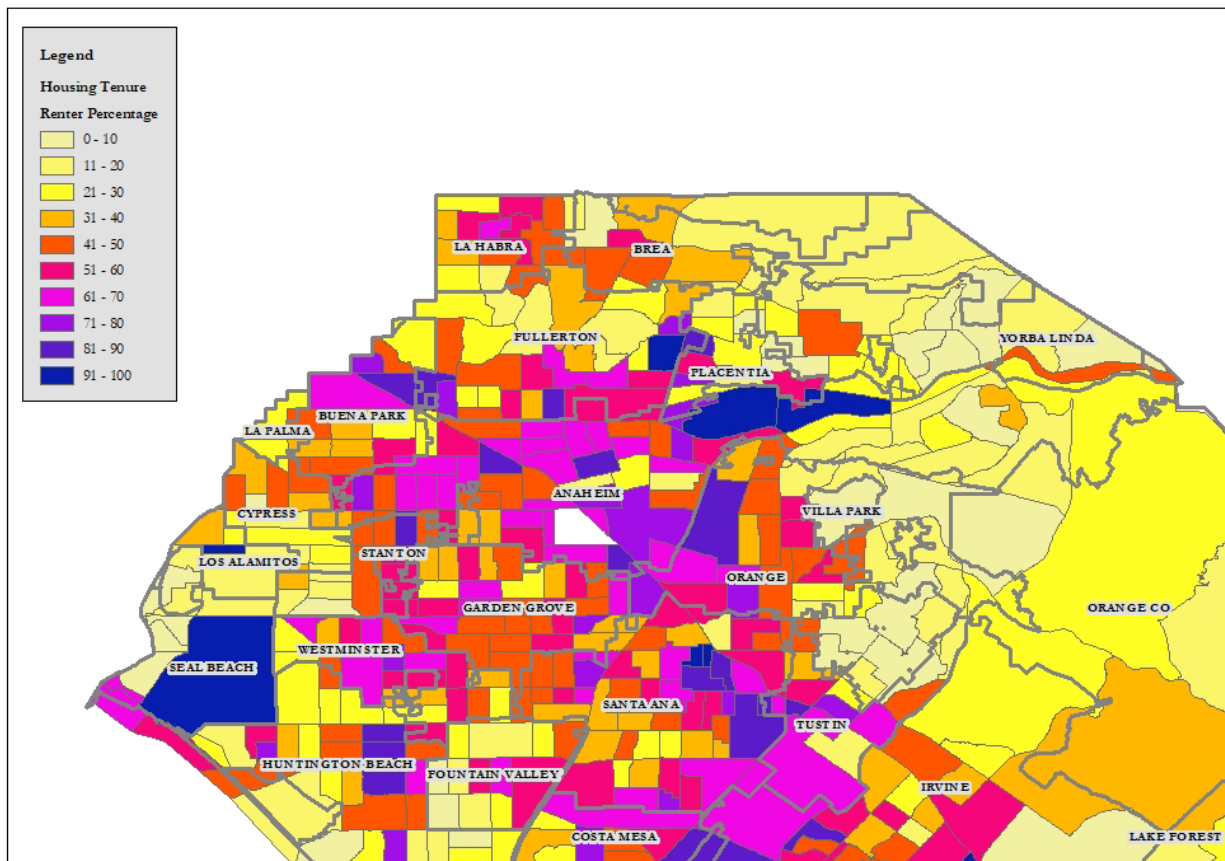 Legend
Housing Tenure
Renter Percentage
0 - 10
11 - 20
21 - 30
31 - 40
41 - 50
51 - 60
61 - 70
71 - 80
81 - 90
91 - 100
LA HABRA
BREA
FULLERTON
YORBA LINDA
PLACENTIA
BUENA PARK
LA PALMA
ANAHEIM
CYPRESS
VILLA PARK
STANTON
LOS ALAMITOS
ORANGE
GARDEN GROVE
ORANGE CO
WESTMINSTER
SEAL BEACH
SANTA ANA
TUSTIN
HUNTINGTON BEACH
FOUNTAIN VALLEY
IRVINE
COSTA MESA
LAKE FOREST